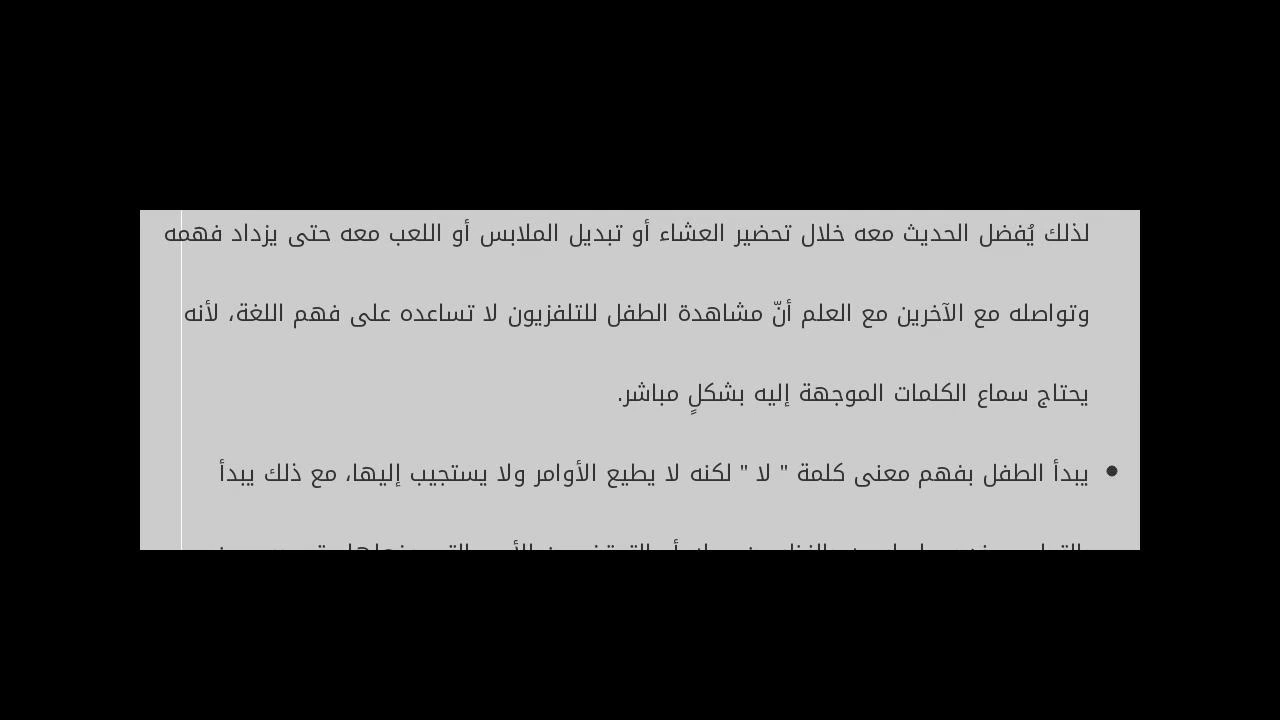 لذلك يُفضل الحديث معه خلال تحضير العشاء أو تبديل الملابس أو اللعب معه حتى يزداد فهمه
وتواصله مع الآخرين مع العلم أنّ مشاهدة الطفل للتلفزيون لا تساعده على فهم اللغة، لأنه
يحتاج سماع الكلمات الموجهة إليه بشكلٍ مباشر.
• يبدأ الطفل بفهم معنى كلمة " لا " لكنه لا يطيع الأوامر ولا يستجيب إليها، مع ذلك يبدأ